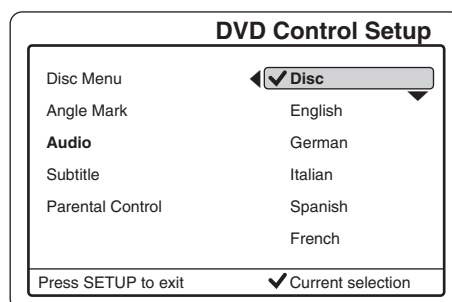 DVD Control Setup
Disc Menu
✔ Disc
Angle Mark
English
Audio
German
Subtitle
Italian
Parental Control
Spanish
French
Press SETUP to exit
✔ Current selection